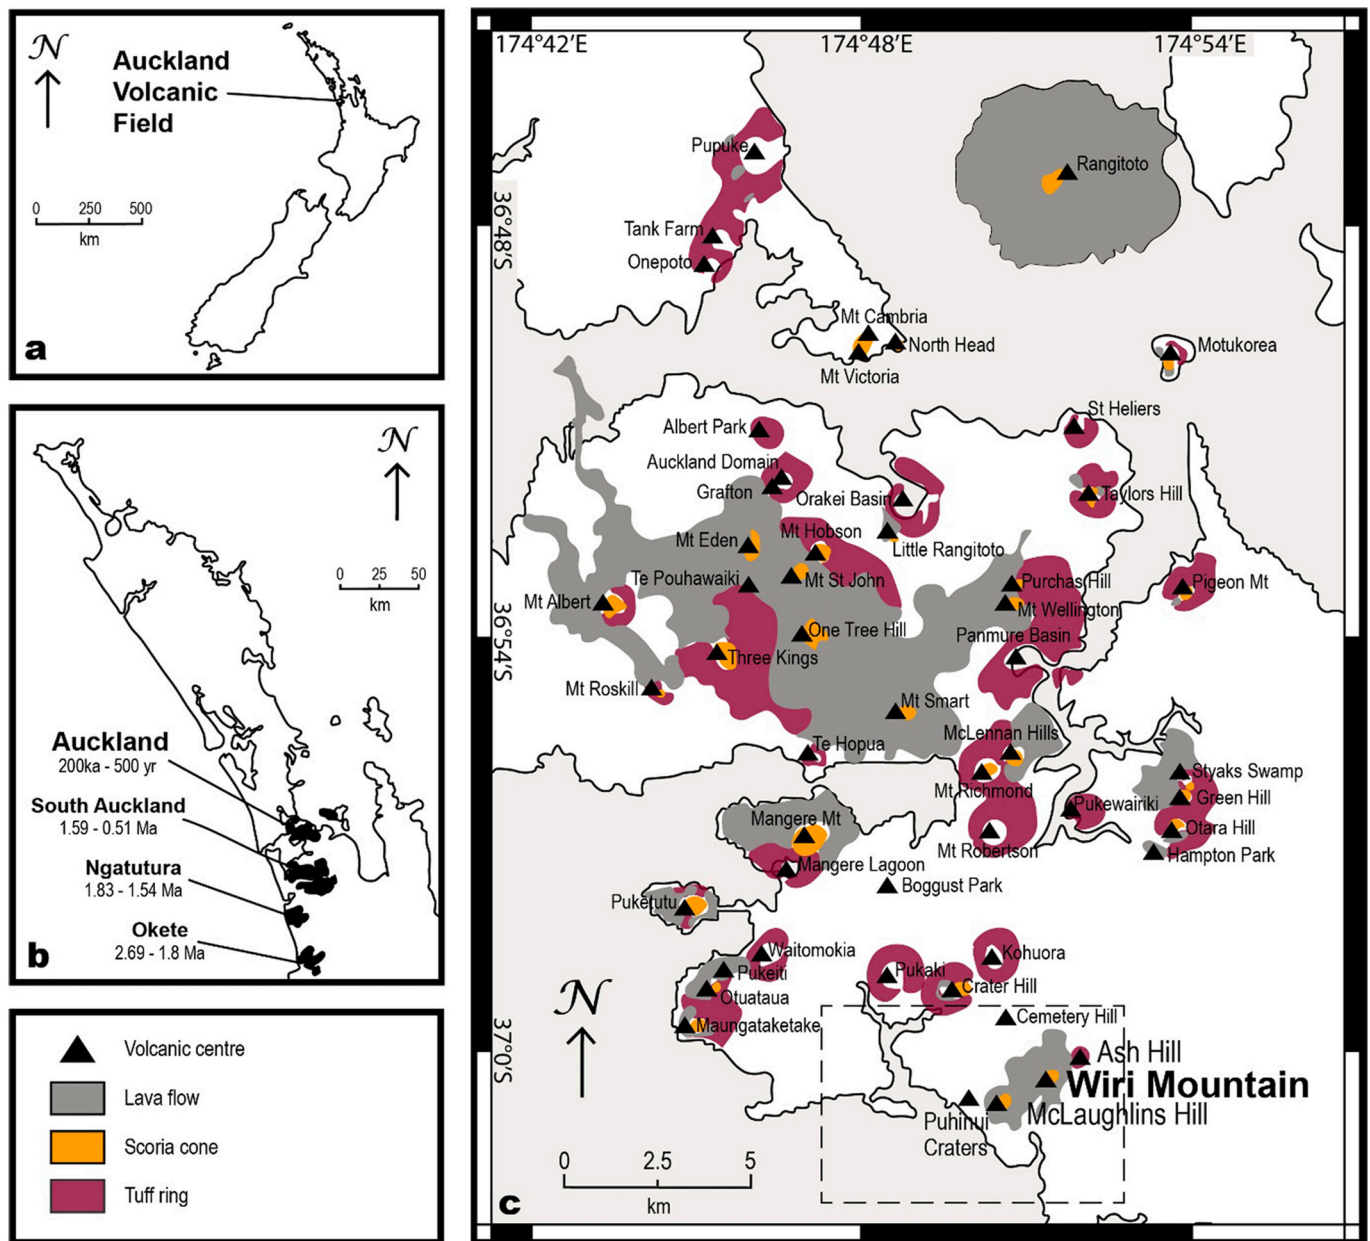 N
Auckland
Volcanic
Field
0 250 500
km
a
N
0 25 50
km
Auckland
200ka - 500 yr
South Auckland
1.59 - 0.51 Ma
Ngatutura
1.83 - 1.54 Ma
Okete
2.69 - 1.8 Ma
b
Volcanic centre
Lava flow
Scoria cone
Tuff ring
174°42'E 174°48'E 174°54'E
Pupuke
Rangitoto
36°48'S
Tank Farm
Onepoto
Mt Cambria
North Head
Motukorea
Mt Victoria
St Heliers
Albert Park
Auckland Domain
Grafton
Orakei Basin
Taylors Hill
Mt Eden
Mt Hobson
Little Rangitoto
Te Pouhawaiki
Mt St John
Purchas Hill
Pigeon Mt
Mt Albert
Mt Wellington
36°54'S
One Tree Hill
Panmure Basin
Three Kings
Mt Roskill
Mt Smart
McLennan Hills
Te Hopua
Styaks Swamp
Mt Richmond
Green Hill
Pukewairiki
Mangere Mt
Otara Hill
Mt Robertson
Hampton Park
Mangere Lagoon
Boggust Park
Puketutu
Waitomokia
Kohuora
Pukeiti
Pukaki
Crater Hill
Otuataua
N
Maungataketake
Cemetery Hill
37°0'S
Ash Hill
Wiri Mountain
McLaughlins Hill
Puhinui
Craters
0 2.5 5
km
c